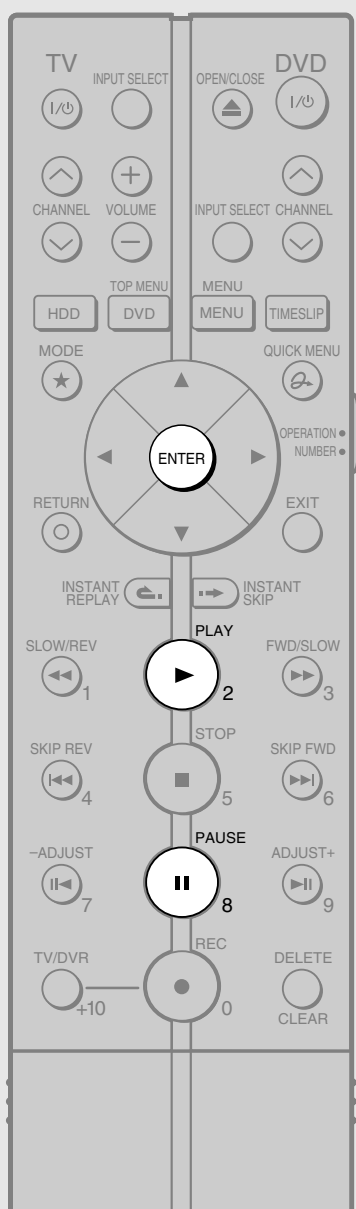 TV
DVD
INPUT SELECT
OPEN/CLOSE
I/
I/
CHANNEL
VOLUME
INPUT SELECT
CHANNEL
TOP MENU
MENU
HDD
DVD
MENU
TIMESLIP
MODE
QUICK MENU
OPERATION
NUMBER
ENTER
RETURN
EXIT
INSTANT
REPLAY
INSTANT
SKIP
SLOW/REV
PLAY
FWD/SLOW
1
2
3
SKIP REV
STOP
SKIP FWD
4
5
6
–ADJUST
PAUSE
ADJUST+
7
8
9
TV/DVR
REC
DELETE
+10
0
CLEAR